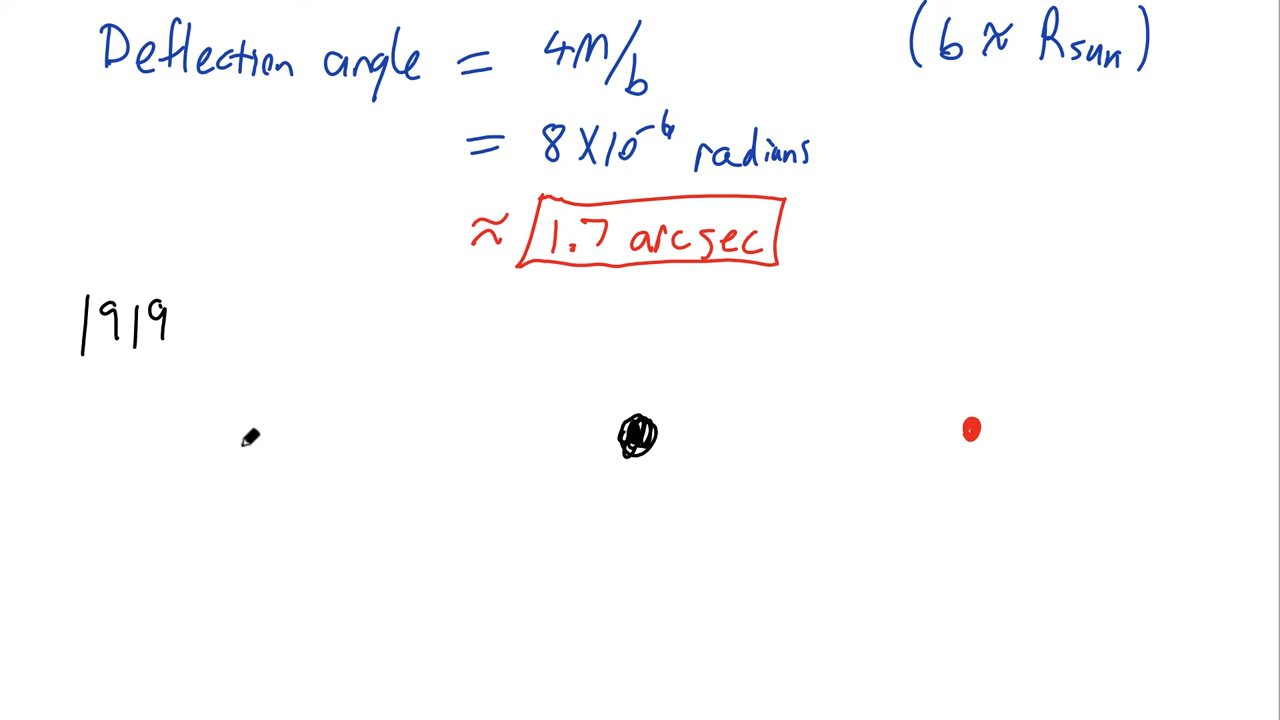 Deflection angle = 4M/b (b ≈ Rsun)
= 8 X 10⁻⁶ radians
≈ 1.7 arcsec
1919